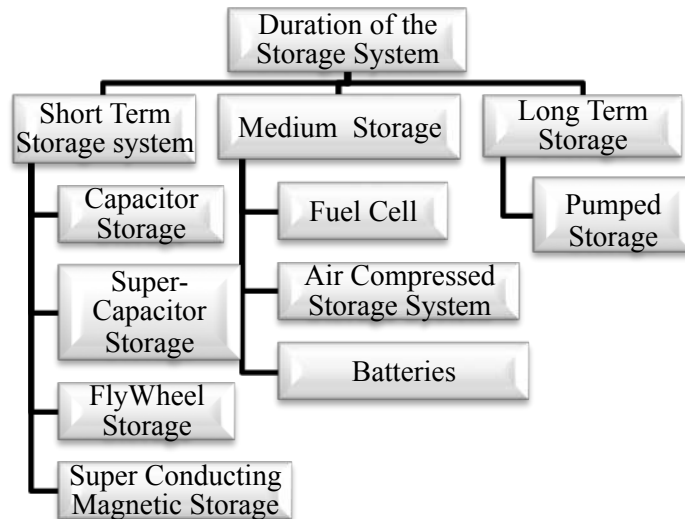 Duration of the
Storage System
Short Term
Storage system
Medium Storage
Long Term
Storage
Capacitor
Storage
Super-
Capacitor
Storage
FlyWheel
Storage
Super Conducting
Magnetic Storage
Fuel Cell
Air Compressed
Storage System
Batteries
Pumped
Storage